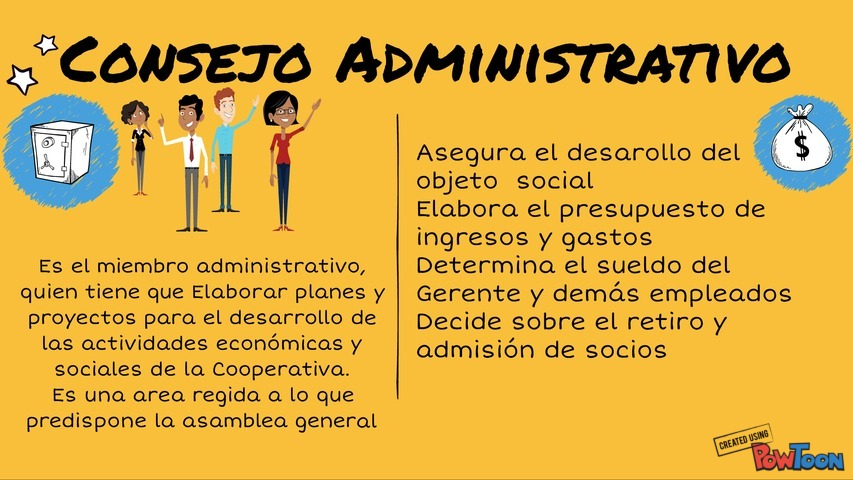 Consejo Administrativo
Es el miembro administrativo,
quien tiene que Elaborar planes y
proyectos para el desarrollo de
las actividades económicas y
sociales de la Cooperativa.
Es una area regida a lo que
predispone la asamblea general
Asegura el desarollo del
objeto social
Elabora el presupuesto de
ingresos y gastos
Determina el sueldo del
Gerente y demás empleados
Decide sobre el retiro y
admisión de socios
$
CREATED USING
POWTOON